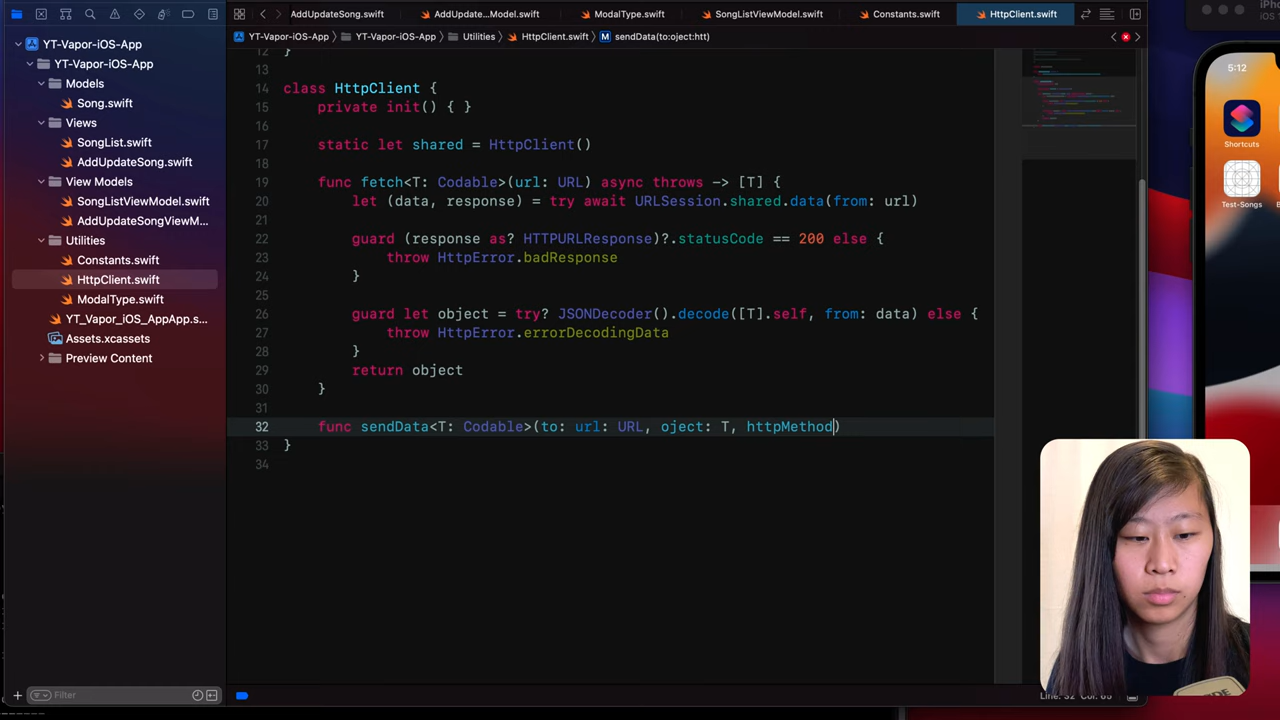 AddUpdateSong.swift
AddUpdate...Model.swift
ModalType.swift
SongListViewModel.swift
Constants.swift
HttpClient.swift
YT-Vapor-iOS-App
YT-Vapor-iOS-App
Utilities
HttpClient.swift
M
sendData(to:oject:htt)
YT-Vapor-iOS-App
YT-Vapor-iOS-App
Models
Song.swift
Views
SongList.swift
AddUpdateSong.swift
View Models
SongListViewModel.swift
AddUpdateSongViewM...
Utilities
Constants.swift
HttpClient.swift
ModalType.swift
YT_Vapor_iOS_AppApp.s...
Assets.xcassets
Preview Content
Filter
12 }
13
14 class HttpClient {
15 private init() { }
16
17 static let shared = HttpClient()
18
19 func fetch<T: Codable>(url: URL) async throws -> [T] {
20 let (data, response) = try await URLSession.shared.data(from: url)
21
22 guard (response as? HTTPURLResponse)?.statusCode == 200 else {
23 throw HttpError.badResponse
24 }
25
26 guard let object = try? JSONDecoder().decode([T].self, from: data) else {
27 throw HttpError.errorDecodingData
28 }
29 return object
30 }
31
32 func sendData<T: Codable>(to: url: URL, oject: T, httpMethod)
33 }
34
5:12
Shortcuts
Test-Songs